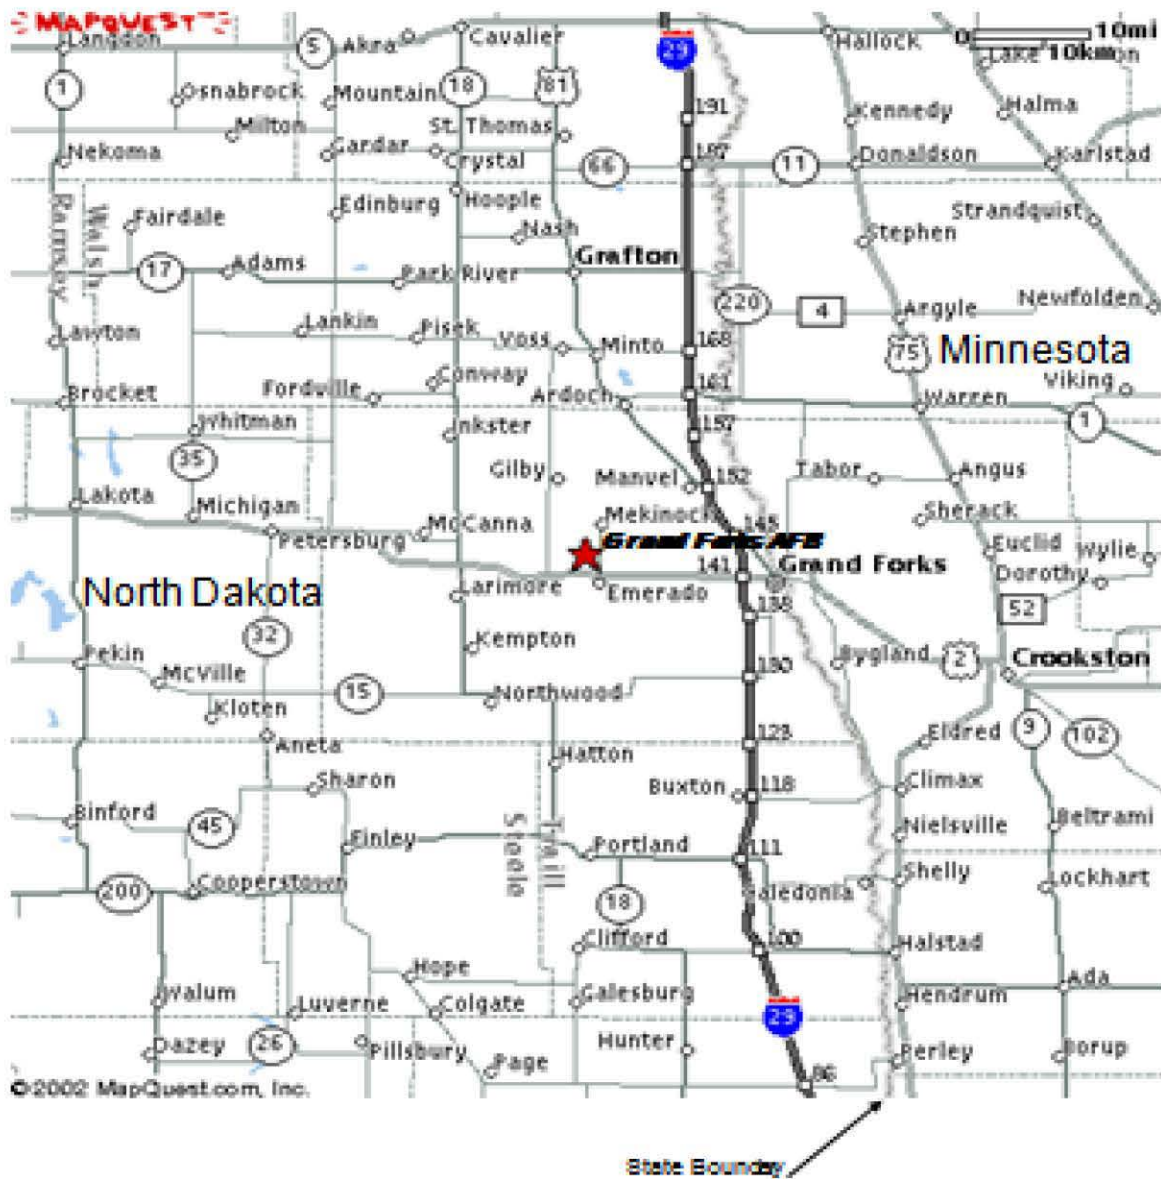 MAPQUEST
10mi
0
10km
29
Langdon
5
Akra
Cavalier
Hallock
Lake
1
Osnabrock
Mountain
18
81
191
Kennedy
Halma
Milton
St. Thomas
Nekoma
Gardar
Crystal
66
187
11
Donaldson
Karlstad
Ramsey
Walsh
Fairdale
Edinburg
Hoople
Nash
Stephen
Strandquist
17
Adams
Park River
Grafton
220
4
Argyle
Newfolden
Lawton
Lankin
Pisek
Voss
Minto
168
75
Minnesota
Brocket
Fordville
Conway
Ardoch
161
Warren
Viking
1
Whitman
Inkster
157
35
Gilby
Manvel
152
Tabor
Angus
Lakota
Michigan
McCanna
Mekinock
145
Sherack
Petersburg
Grand Forks AFB
Euclid
Wylie
141
Grand Forks
Dorothy
North Dakota
Larimore
Emerado
138
52
32
Kempton
Bygland
2
Crookston
Pekin
McVille
130
15
Northwood
Kloten
Aneta
123
Eldred
9
102
Hatton
Sharon
Buxton
118
Climax
Binford
45
Finley
Steele
Traill
Portland
111
Nielsville
Beltrami
200
Cooperstown
18
Caledonia
Shelly
Lockhart
Clifford
100
Halstad
Hope
Walum
Luverne
Colgate
Galesburg
29
Hendrum
Ada
Dazey
26
Pillsbury
Page
Hunter
86
Perley
Borup
©2002 MapQuest.com, Inc.
State Boundary